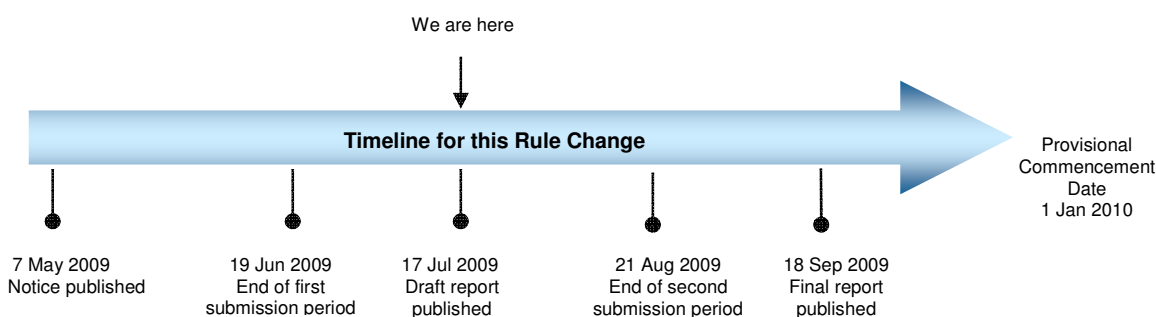 We are here
Timeline for this Rule Change
Provisional
Commencement
Date
1 Jan 2010
7 May 2009
Notice published
19 Jun 2009
End of first
submission period
17 Jul 2009
Draft report
published
21 Aug 2009
End of second
submission period
18 Sep 2009
Final report
published